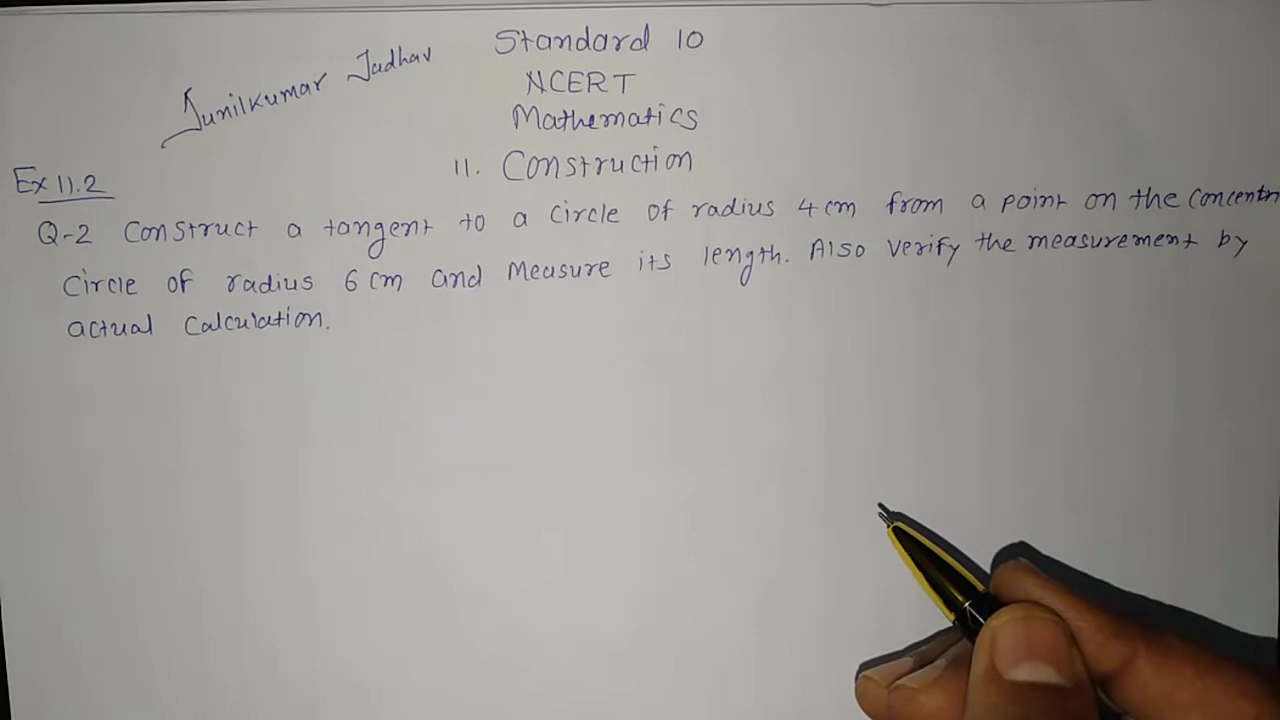 Sunilkumar Jadhav
Standard 10
NCERT
Mathematics
11. Construction
Ex 11.2
Q-2 Construct a tangent to a circle of radius 4 cm from a point on the
circle of radius 6 cm and Measure its length. Also verify the measurement by
actual calculation.